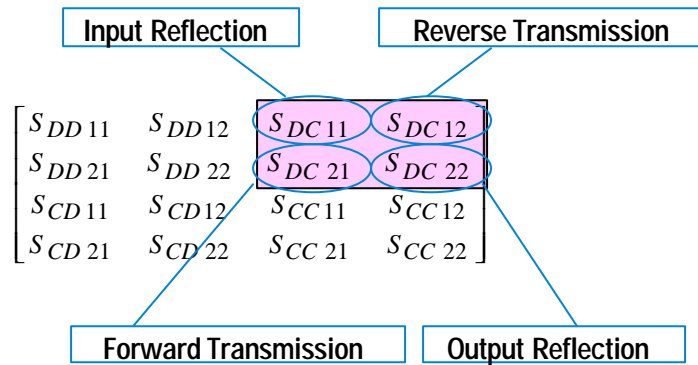 Input Reflection Reverse Transmission
S DD 11 S DD 12 S DC 11 S DC 12
S DD 21 S DD 22 S DC 21 S DC 22
S CD 11 S CD 12 S CC 11 S CC 12
S CD 21 S CD 22 S CC 21 S CC 22
Forward Transmission Output Reflection